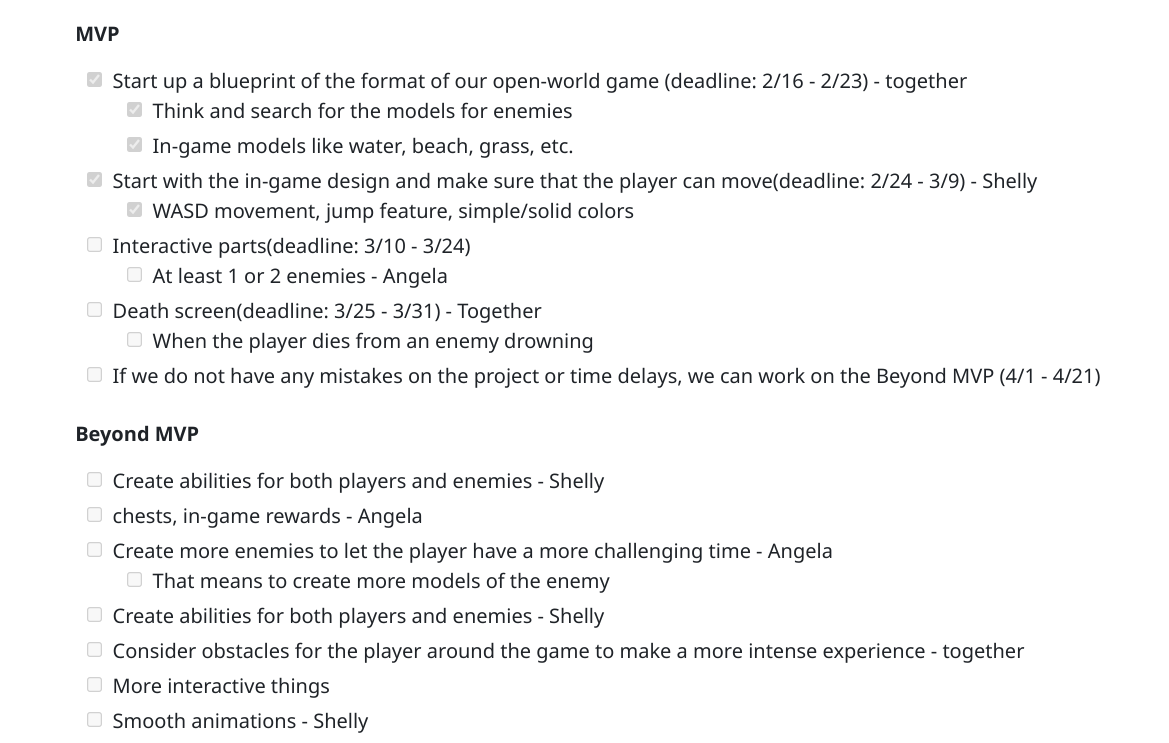 MVP
Start up a blueprint of the format of our open-world game (deadline: 2/16 - 2/23) - together
Think and search for the models for enemies
In-game models like water, beach, grass, etc.
Start with the in-game design and make sure that the player can move(deadline: 2/24 - 3/9) - Shelly
WASD movement, jump feature, simple/solid colors
Interactive parts(deadline: 3/10 - 3/24)
At least 1 or 2 enemies - Angela
Death screen(deadline: 3/25 - 3/31) - Together
When the player dies from an enemy drowning
If we do not have any mistakes on the project or time delays, we can work on the Beyond MVP (4/1 - 4/21)
Beyond MVP
Create abilities for both players and enemies - Shelly
chests, in-game rewards - Angela
Create more enemies to let the player have a more challenging time - Angela
That means to create more models of the enemy
Create abilities for both players and enemies - Shelly
Consider obstacles for the player around the game to make a more intense experience - together
More interactive things
Smooth animations - Shelly